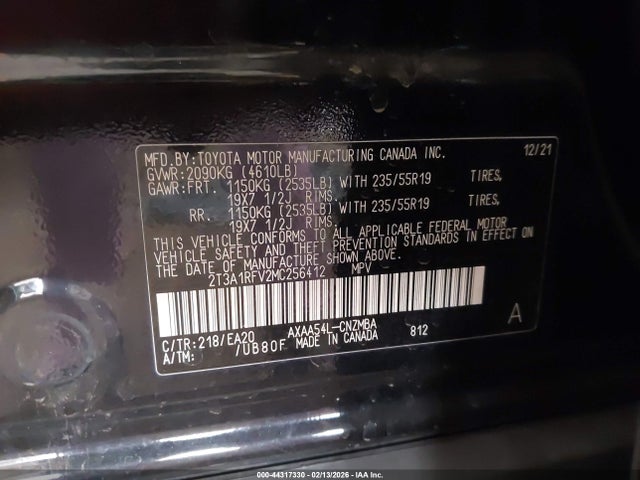 MFD.BY:TOYOTA MOTOR MANUFACTURING CANADA INC. 12/21
GVWR:2090KG (4610LB)
GAWR:FRT. 1150KG (2535LB) WITH 235/55R19 TIRES,
19X7 1/2J RIMS.
RR. 1150KG (2535LB) WITH 235/55R19 TIRES,
19X7 1/2J RIMS.
THIS VEHICLE CONFORMS TO ALL APPLICABLE FEDERAL MOTOR
VEHICLE SAFETY AND THEFT PREVENTION STANDARDS IN EFFECT
ON THE DATE OF MANUFACTURE SHOWN ABOVE.
2T3A1RFV2MC256412 MPV
A
C/TR:218/EA20 AXAA54L-CNZMBA 812
A/TM: /UB80F MADE IN CANADA
000-44317330 - 02/13/2026 - IAA Inc.